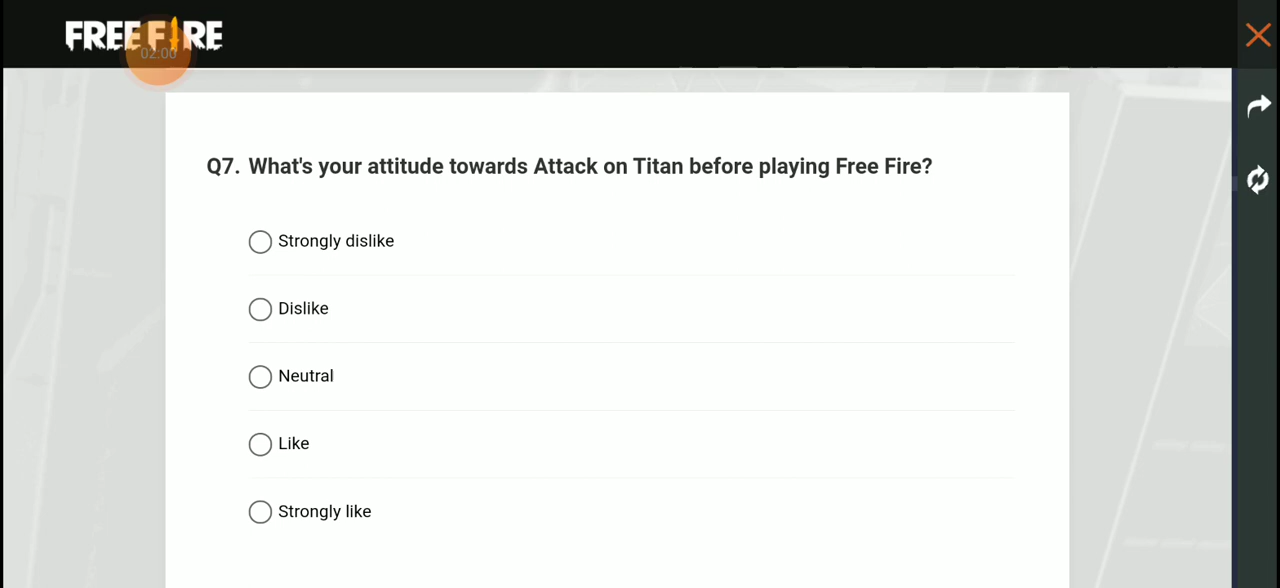 FREE FIRE
02:00
Q7. What's your attitude towards Attack on Titan before playing Free Fire?
Strongly dislike
Dislike
Neutral
Like
Strongly like